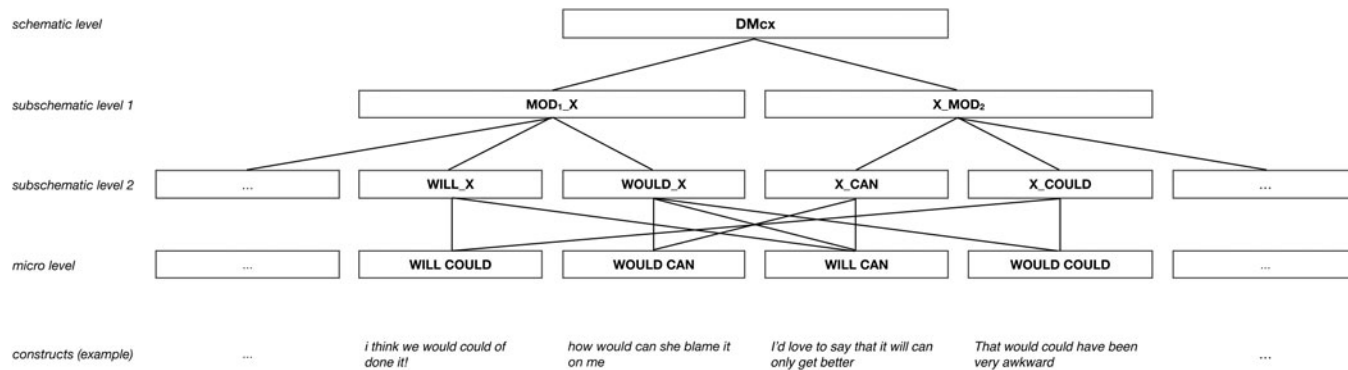 schematic level
DMcx
subschematic level 1
MOD₁_X
X_MOD₂
subschematic level 2
...
WILL_X
WOULD_X
X_CAN
X_COULD
...
micro level
...
WILL COULD
WOULD CAN
WILL CAN
WOULD COULD
...
constructs (example)
...
i think we would could of
done it!
how would can she blame it
on me
I'd love to say that it will can
only get better
That would could have been
very awkward
...